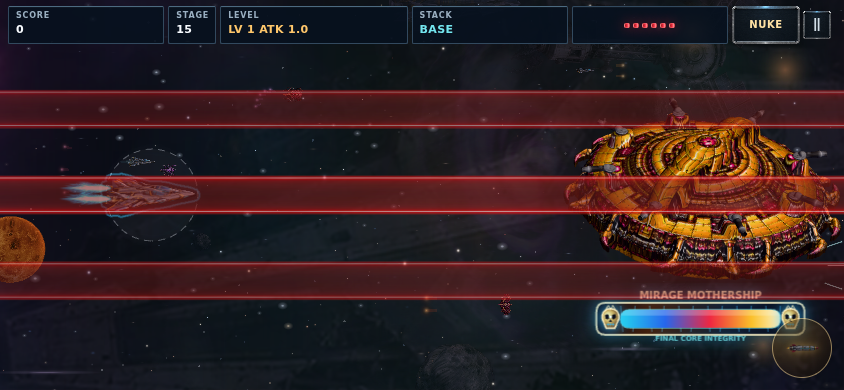 SCORE
0
STAGE
15
LEVEL
LV 1 ATK 1.0
STACK
BASE
NUKE
MIRAGE MOTHERSHIP
FINAL CORE INTEGRITY